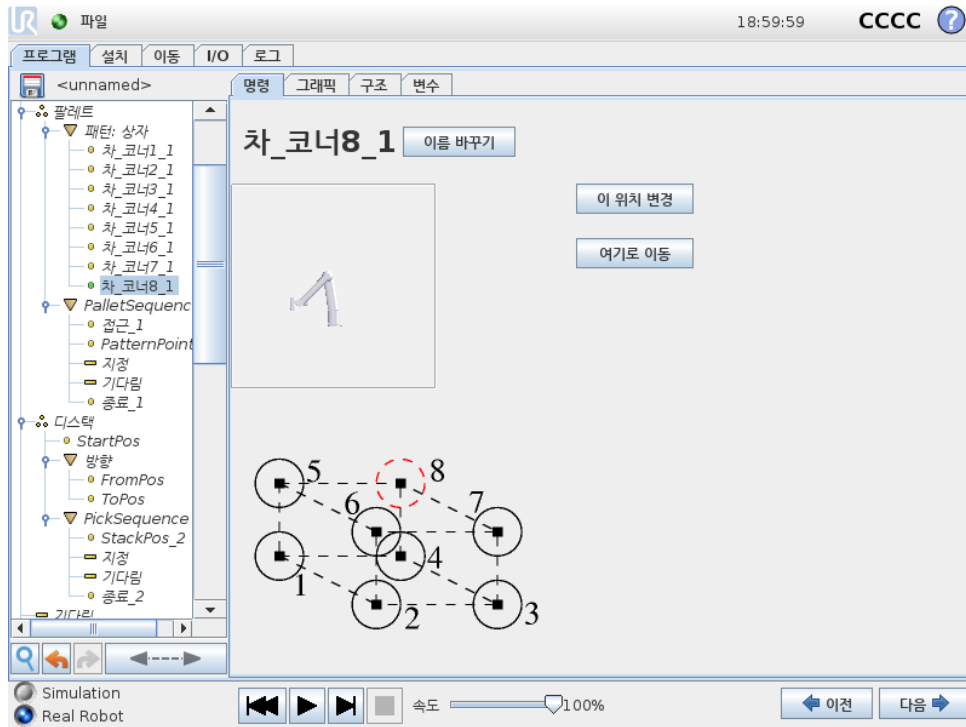 UR 파일 18:59:59 CCCC ?
프로그램 설치 이동 I/O 로그
<unnamed>
명령 그래픽 구조 변수
팔레트
패턴: 상자
차_코너1_1
차_코너2_1
차_코너3_1
차_코너4_1
차_코너5_1
차_코너6_1
차_코너7_1
차_코너8_1
PalletSequenc
접근_1
PatternPoint
지정
기다림
종료_1
디스택
StartPos
방향
FromPos
ToPos
PickSequence
StackPos_2
지정
기다림
종료_2
기다림
차_코너8_1 이름 바꾸기
이 위치 변경
여기로 이동
5 8
6 7
4
1
2 3
Simulation
Real Robot
속도 100%
이전 다음